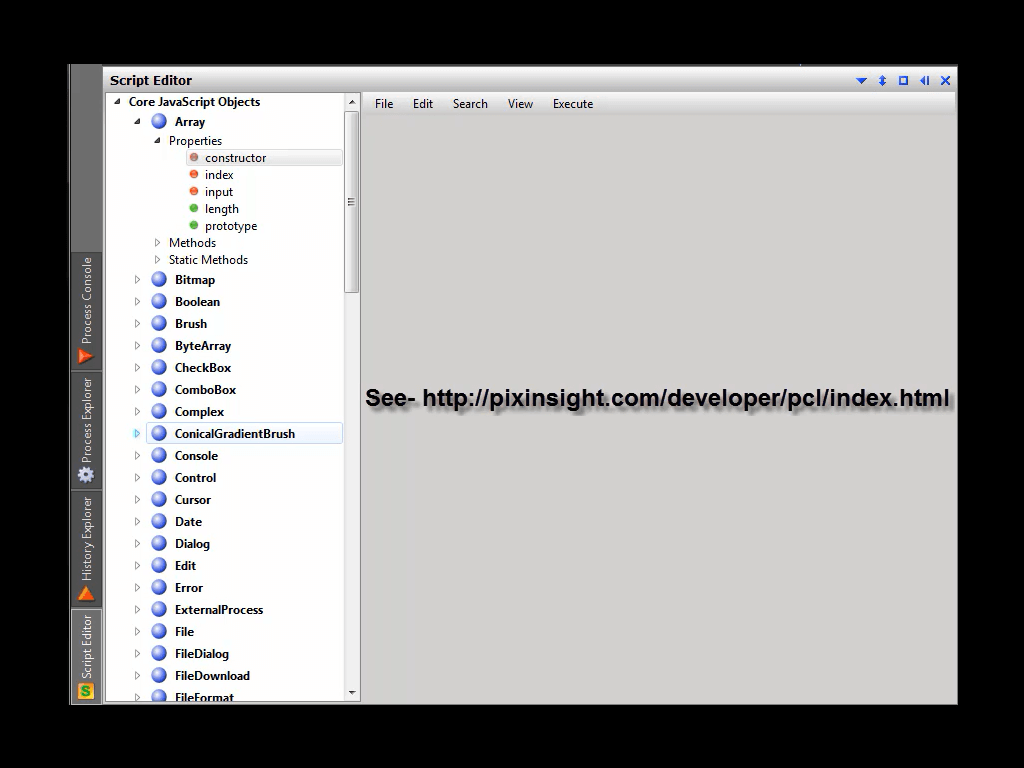 Script Editor
Core JavaScript Objects
Array
Properties
constructor
index
input
length
prototype
Methods
Static Methods
Bitmap
Boolean
Brush
ByteArray
CheckBox
ComboBox
Complex
ConicalGradientBrush
Console
Control
Cursor
Date
Dialog
Edit
Error
ExternalProcess
File
FileDialog
FileDownload
FileFormat
File Edit Search View Execute
See- http://pixinsight.com/developer/pcl/index.html
Process Console
Process Explorer
History Explorer
Script Editor
S